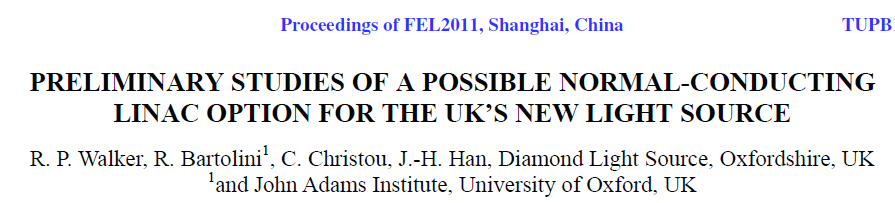 Proceedings of FEL2011, Shanghai, China TUPB
PRELIMINARY STUDIES OF A POSSIBLE NORMAL-CONDUCTING
LINAC OPTION FOR THE UK'S NEW LIGHT SOURCE
R. P. Walker, R. Bartolini¹, C. Christou, J.-H. Han, Diamond Light Source, Oxfordshire, UK
¹and John Adams Institute, University of Oxford, UK